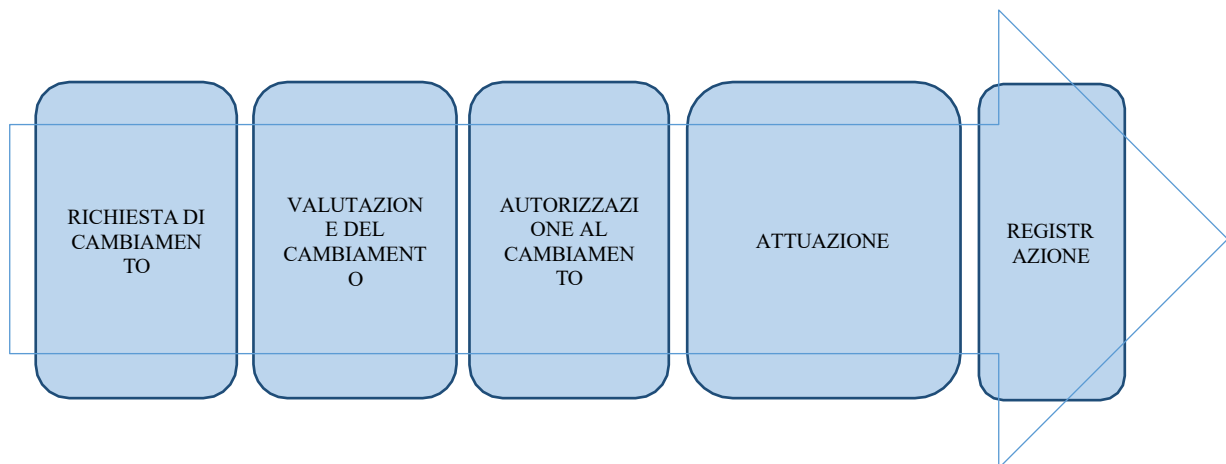 RICHIESTA DI
CAMBIAMEN
TO
VALUTAZION
E DEL
CAMBIAMENT
O
AUTORIZZAZI
ONE AL
CAMBIAMEN
TO
ATTUAZIONE
REGISTR
AZIONE